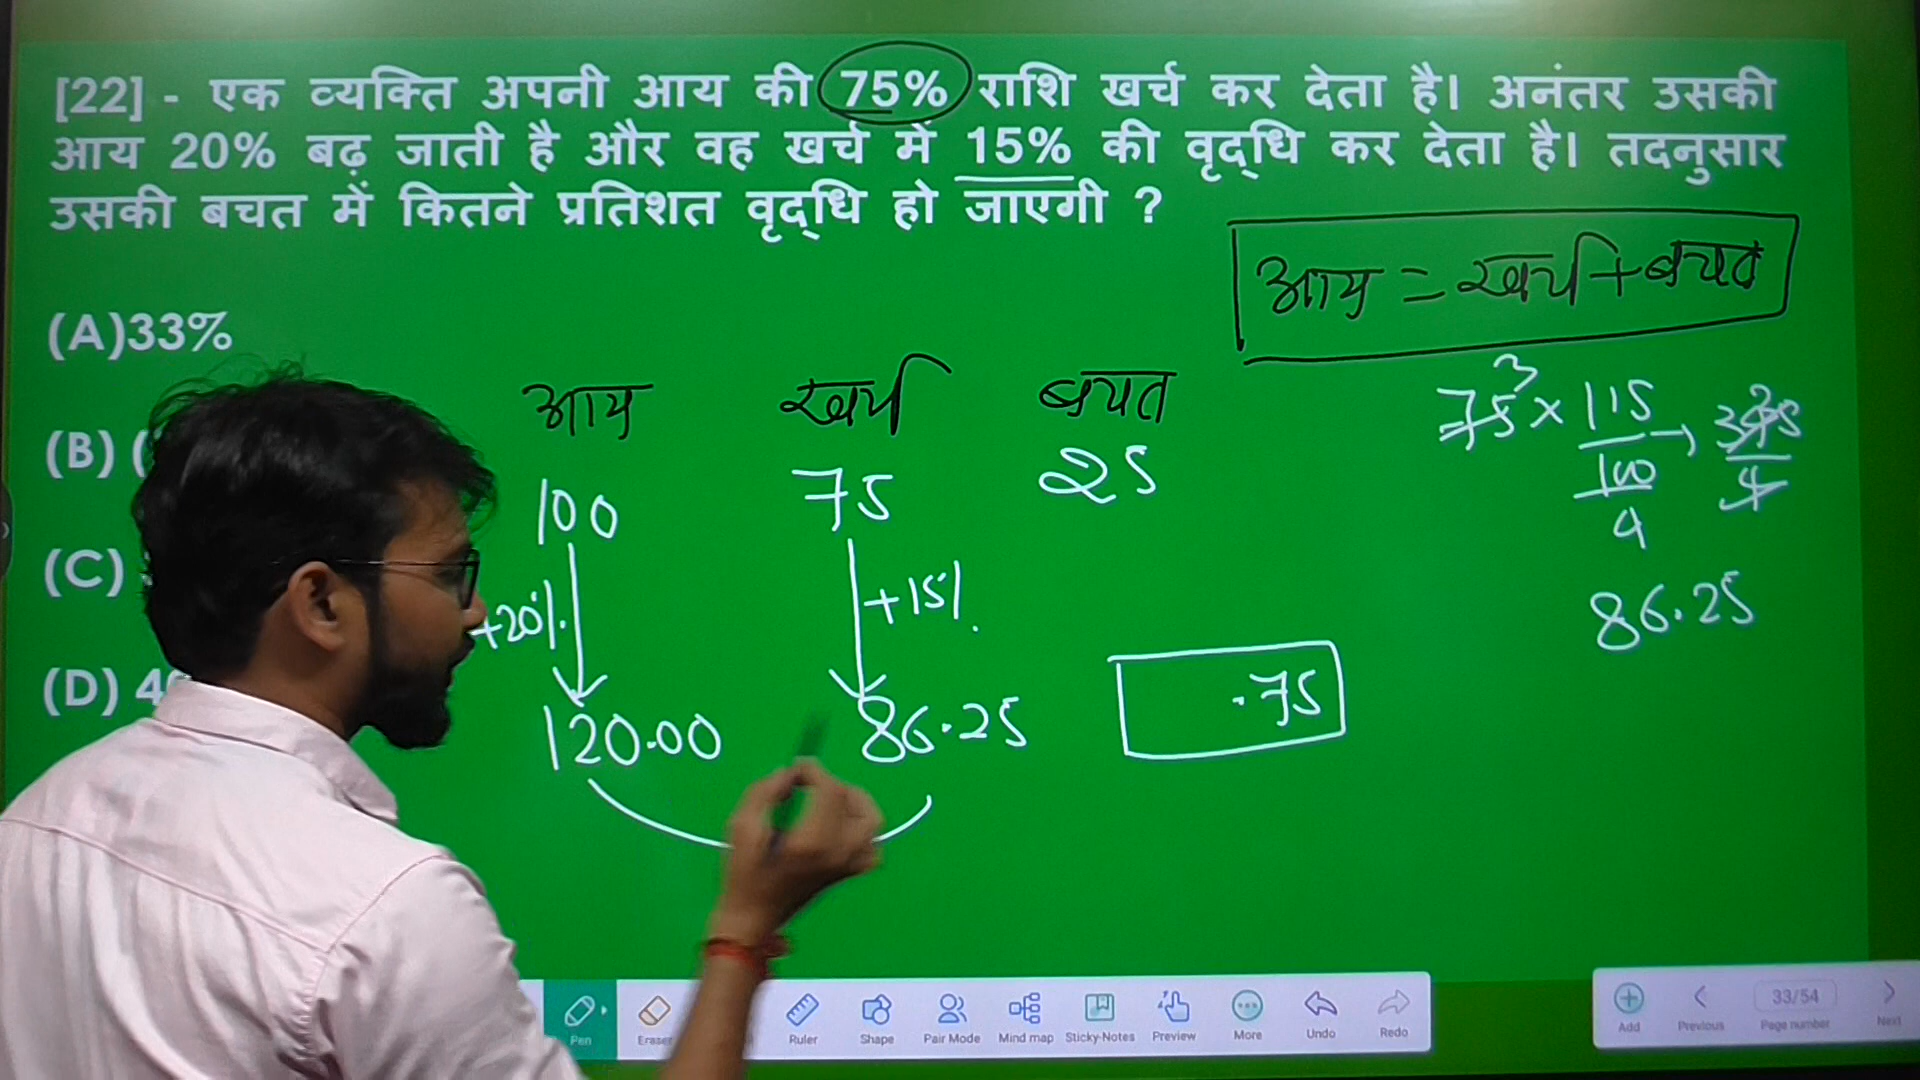 [22] - एक व्यक्ति अपनी आय की 75% राशि खर्च कर देता है। अनंतर उसकी
आय 20% बढ़ जाती है और वह खर्च में 15% की वृद्धि कर देता है। तदनुसार
उसकी बचत में कितने प्रतिशत वृद्धि हो जाएगी ?
आय = खर्च + बचत
(A)33%
(B) (
(C)
(D) 4
आय खर्च बचत
100 75 25
+20% +15%
120.00 86.25 .75
75 3 × 115 → 345
100 4
4
86.25
Pen Eraser Ruler Shape Pair Mode Mind map Sticky-Notes Preview More Undo Redo
Add Previous 33/54 Page number Next